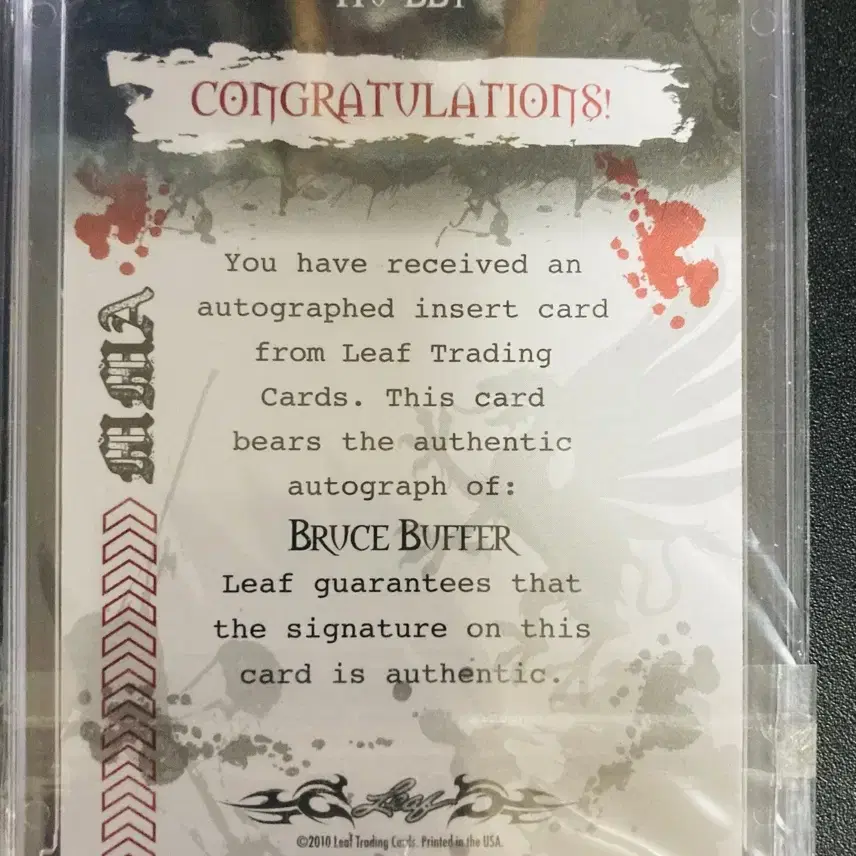 CONGRATULATIONS!
You have received an
autographed insert card
from Leaf Trading
Cards. This card
bears the authentic
autograph of:
BRUCE BUFFER
Leaf guarantees that
the signature on this
card is authentic.
MMA
Leaf
©2010 Leaf Trading Cards. Printed in the USA.